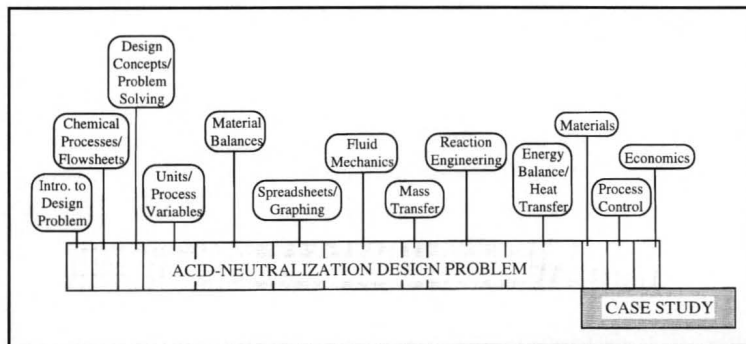 Intro. to
Design
Problem
Chemical
Processes/
Flowsheets
Design
Concepts/
Problem
Solving
Units/
Process
Variables
Material
Balances
Spreadsheets/
Graphing
Fluid
Mechanics
Mass
Transfer
Reaction
Engineering
Energy
Balance/
Heat
Transfer
Materials
Process
Control
Economics
ACID-NEUTRALIZATION DESIGN PROBLEM
CASE STUDY